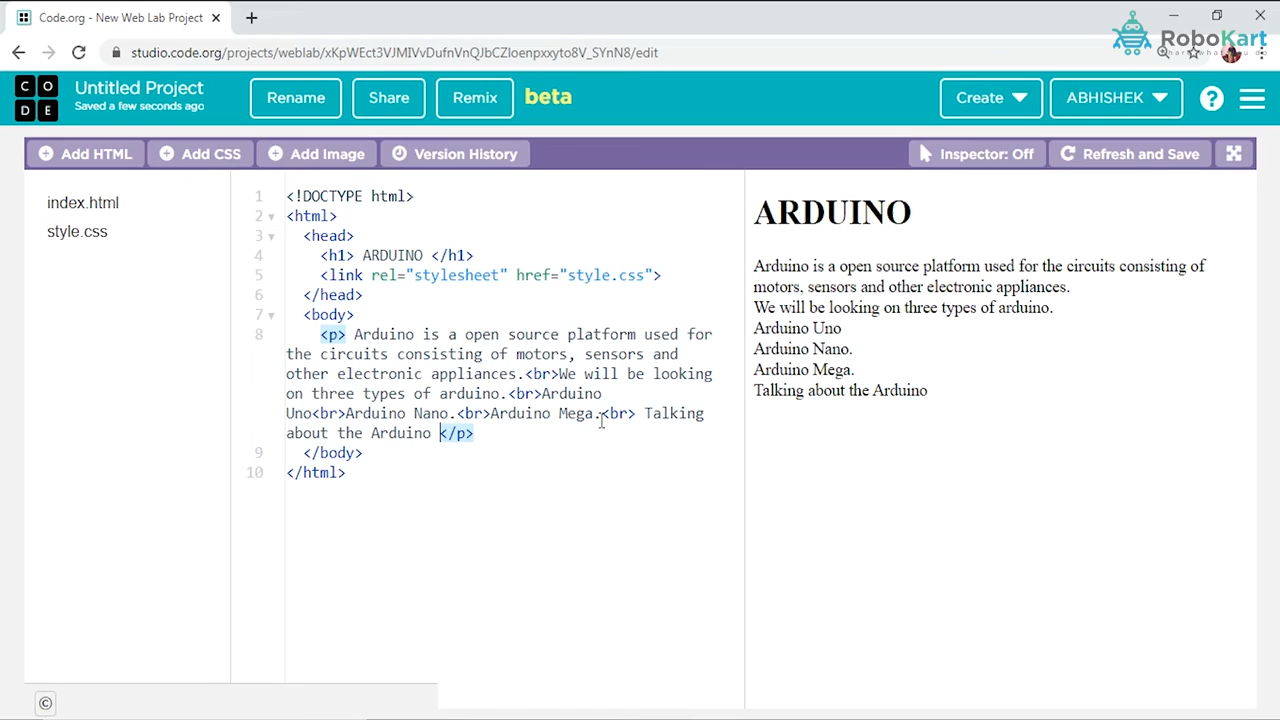 Code.org - New Web Lab Project
studio.code.org/projects/weblab/xKpWEct3VJMIVvDufnVnQJbCZloenpxxyto8V_SYnN8/edit
RoboKart
CODE
Untitled Project
Saved a few seconds ago
Rename
Share
Remix
beta
Create
ABHISHEK
?
Add HTML
Add CSS
Add Image
Version History
Inspector: Off
Refresh and Save
index.html
style.css
1 <!DOCTYPE html>
2 <html>
3 <head>
4 <h1> ARDUINO </h1>
5 <link rel="stylesheet" href="style.css">
6 </head>
7 <body>
8 <p> Arduino is a open source platform used for
the circuits consisting of motors, sensors and
other electronic appliances.<br>We will be looking
on three types of arduino.<br>Arduino
Uno<br>Arduino Nano.<br>Arduino Mega.<br> Talking
about the Arduino </p>
9 </body>
10 </html>
ARDUINO
Arduino is a open source platform used for the circuits consisting of
motors, sensors and other electronic appliances.
We will be looking on three types of arduino.
Arduino Uno
Arduino Nano.
Arduino Mega.
Talking about the Arduino
©